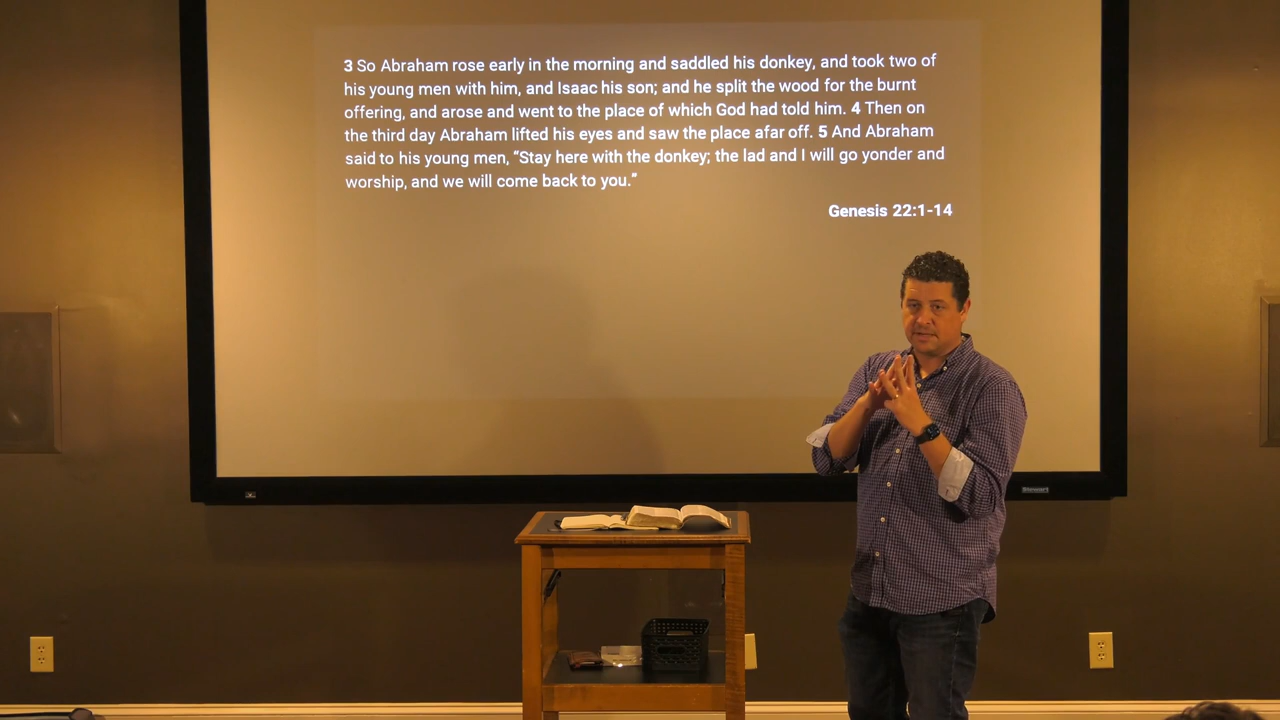 3 So Abraham rose early in the morning and saddled his donkey, and took two of
his young men with him, and Isaac his son; and he split the wood for the burnt
offering, and arose and went to the place of which God had told him. 4 Then on
the third day Abraham lifted his eyes and saw the place afar off. 5 And Abraham
said to his young men, “Stay here with the donkey; the lad and I will go yonder and
worship, and we will come back to you.”
Genesis 22:1-14
Stewart